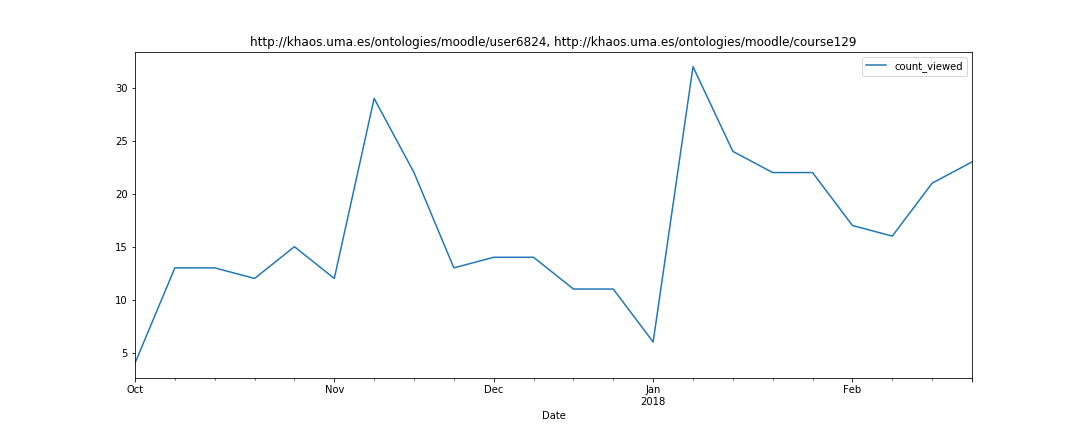 http://khaos.uma.es/ontologies/moodle/user6824, http://khaos.uma.es/ontologies/moodle/course129
count_viewed
30
25
20
15
10
5
Oct Nov Dec Jan Feb
2018
Date